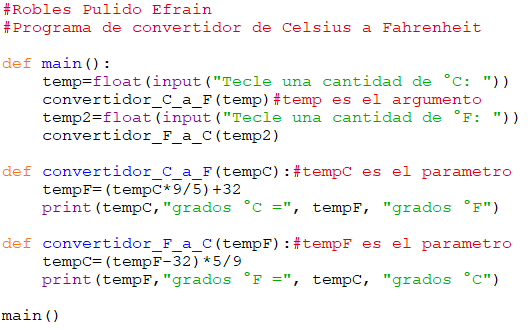 #Robles Pulido Efrain
#Programa de convertidor de Celsius a Fahrenheit
def main():
    temp=float(input("Tecle una cantidad de °C: "))
    convertidor_C_a_F(temp)#temp es el argumento
    temp2=float(input("Tecle una cantidad de °F: "))
    convertidor_F_a_C(temp2)
def convertidor_C_a_F(tempC):#tempC es el parametro
    tempF=(tempC*9/5)+32
    print(tempC,"grados °C =", tempF, "grados °F")
def convertidor_F_a_C(tempF):#tempF es el parametro
    tempC=(tempF-32)*5/9
    print(tempF,"grados °F =", tempC, "grados °C")
main()